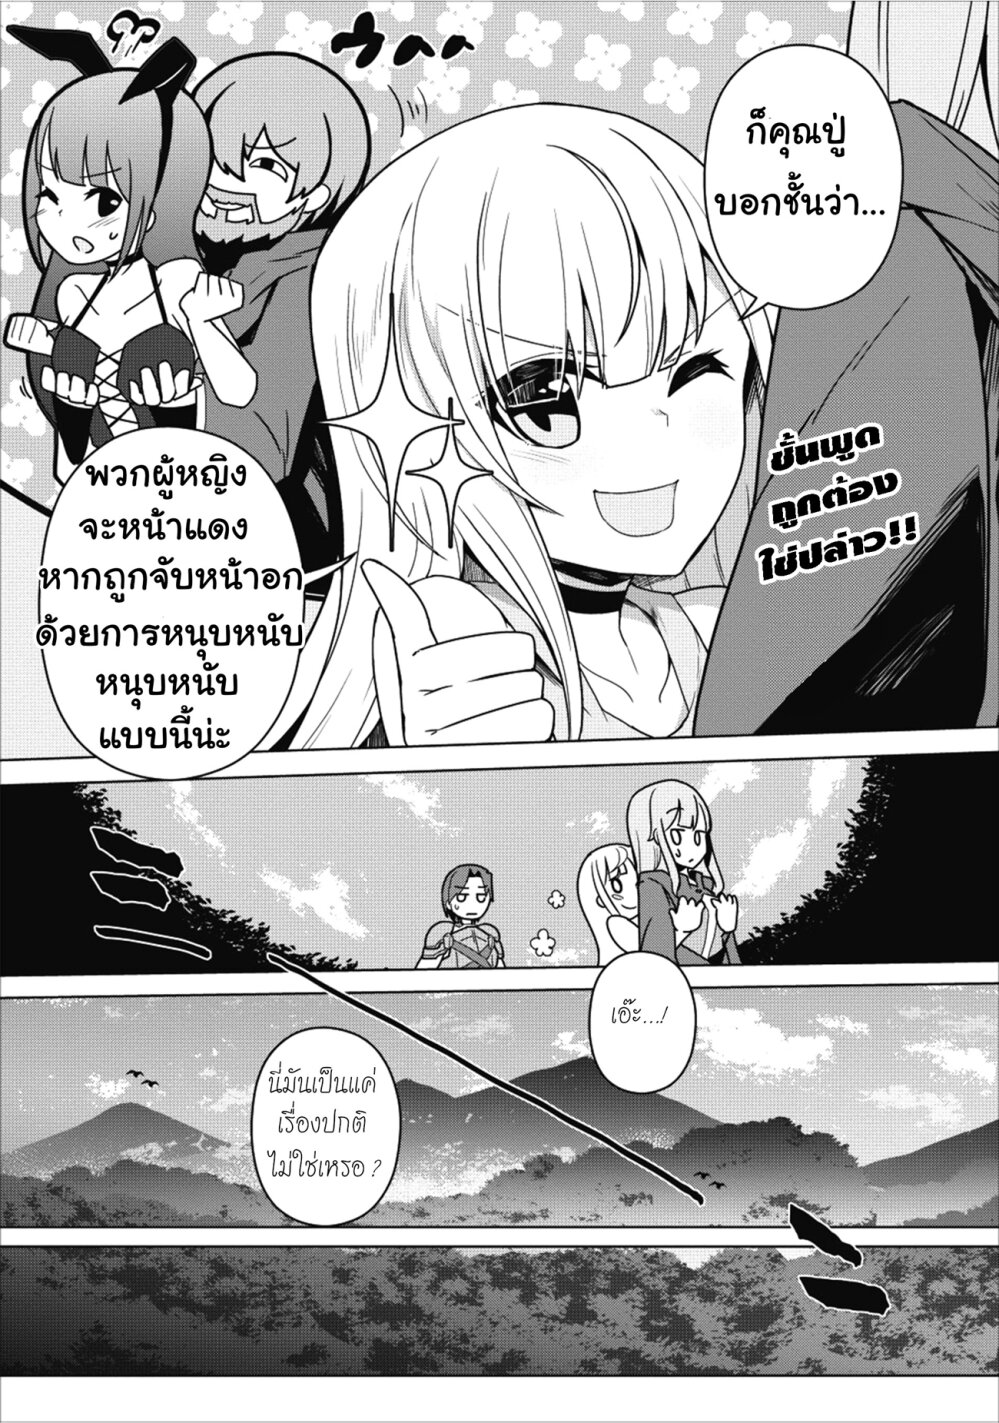 ก็คุณปู่
บอกชั้นว่า...
ชั้นพูด
ถูกต้อง
ใช่ปล่าว!!
พวกผู้หญิง
จะหน้าแดง
หากถูกจับหน้าอก
ด้วยการหนุบหนับ
หนุบหนับ
แบบนี้น่ะ
เอ๊ะ...!
นี่มันเป็นแค่
เรื่องปกติ
ไม่ใช่เหรอ ?